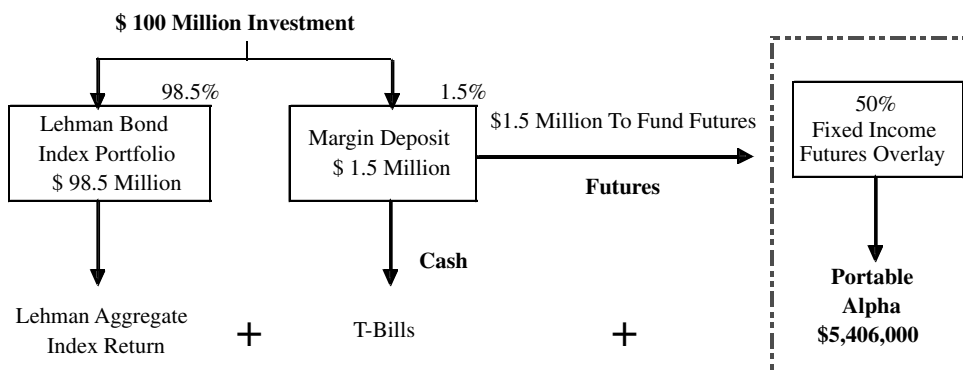 $ 100 Million Investment
98.5%
1.5%
Lehman Bond
Index Portfolio
$ 98.5 Million
Margin Deposit
$ 1.5 Million
$1.5 Million To Fund Futures
Futures
50%
Fixed Income
Futures Overlay
Cash
Lehman Aggregate
Index Return
+
T-Bills
+
Portable
Alpha
$5,406,000